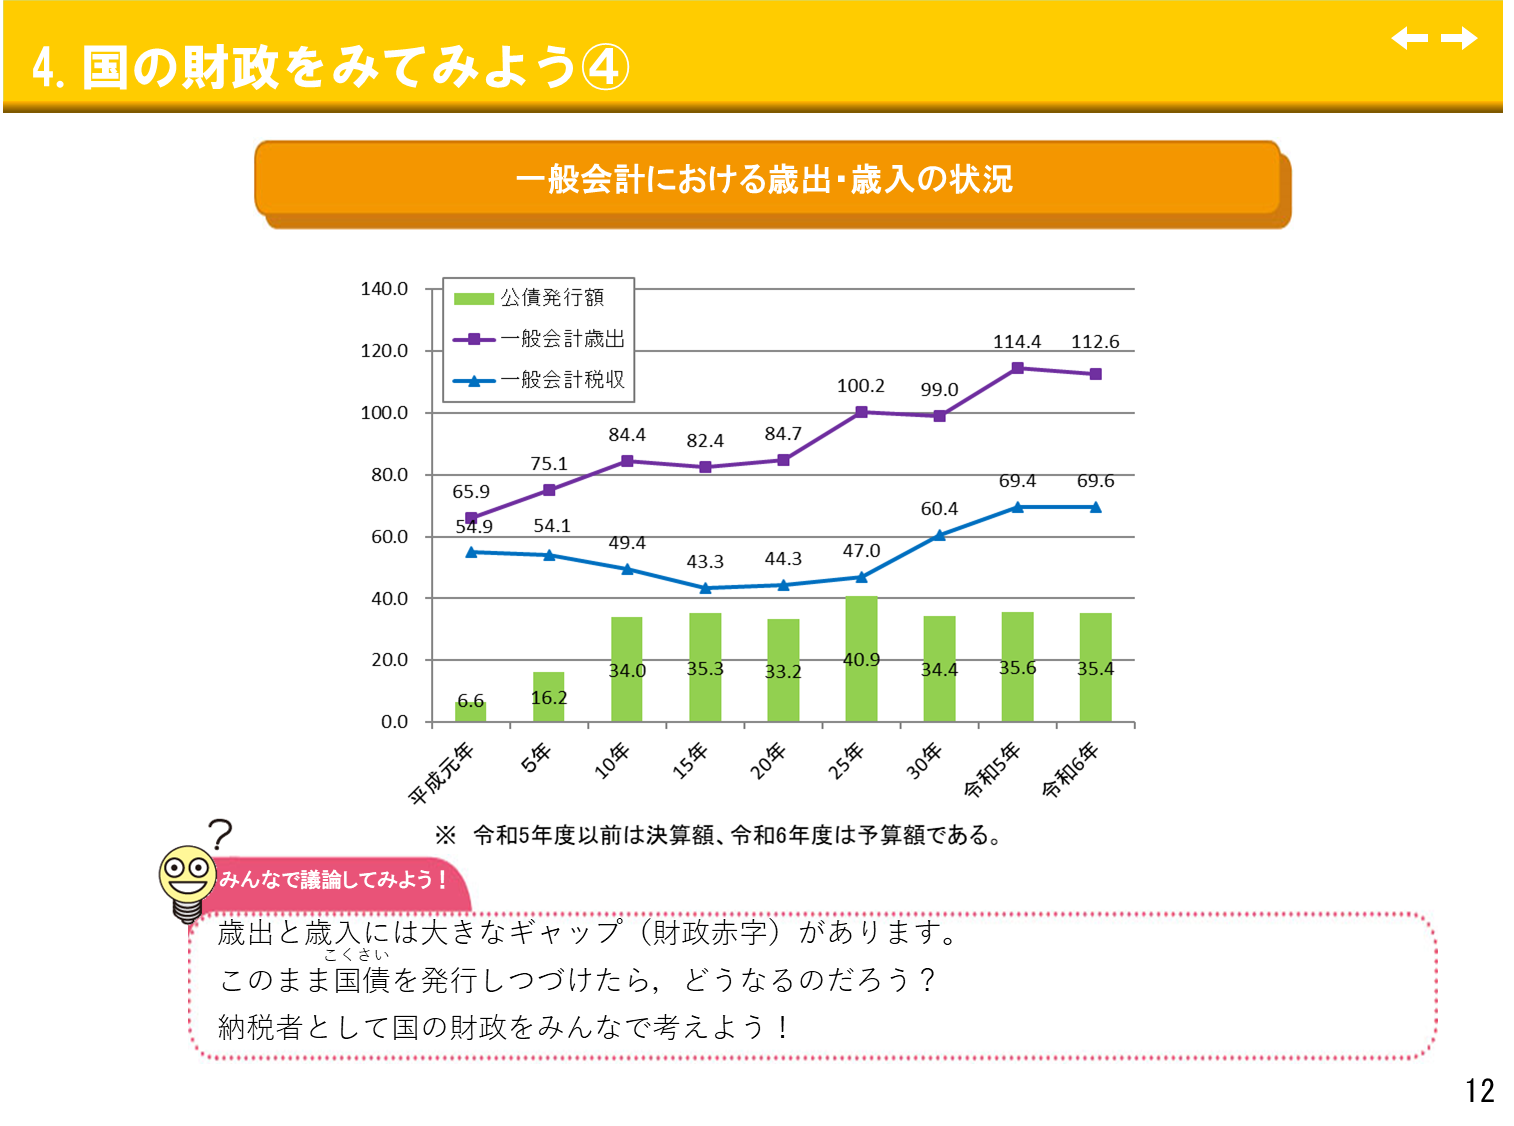 4. 国の財政をみてみよう④
一般会計における歳出・歳入の状況
140.0
120.0
100.0
80.0
60.0
40.0
20.0
0.0
公債発行額
一般会計歳出
一般会計税収
65.9
75.1
84.4
82.4
84.7
100.2
99.0
114.4
112.6
54.9
54.1
49.4
43.3
44.3
47.0
60.4
69.4
69.6
6.6
16.2
34.0
35.3
33.2
40.9
34.4
35.6
35.4
平成元年
5年
10年
15年
20年
25年
30年
令和5年
令和6年
※ 令和5年度以前は決算額、令和6年度は予算額である。
?
みんなで議論してみよう！
歳出と歳入には大きなギャップ（財政赤字）があります。
こくさい
このまま国債を発行しつづけたら，どうなるのだろう？
納税者として国の財政をみんなで考えよう！
12